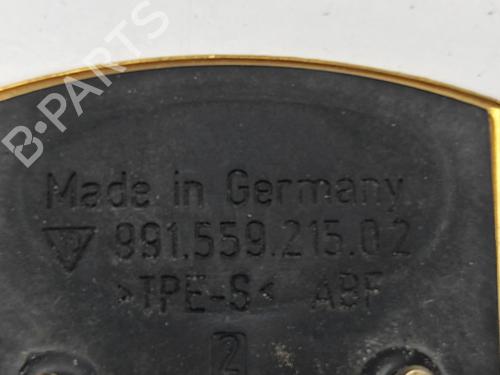 B-PARTS
Made in Germany
991.559.215.02
>TPE-S< ABF
2